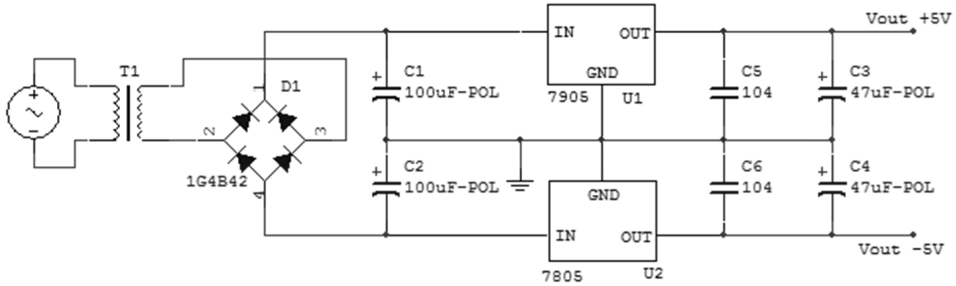 Vout +5V
IN
OUT
GND
7905
U1
T1
+
−
1
D1
2
3
1G4B42
4
+
C1
100uF-POL
C5
104
+
C3
47uF-POL
+
C2
100uF-POL
C6
104
+
C4
47uF-POL
GND
IN
OUT
7805
U2
Vout -5V